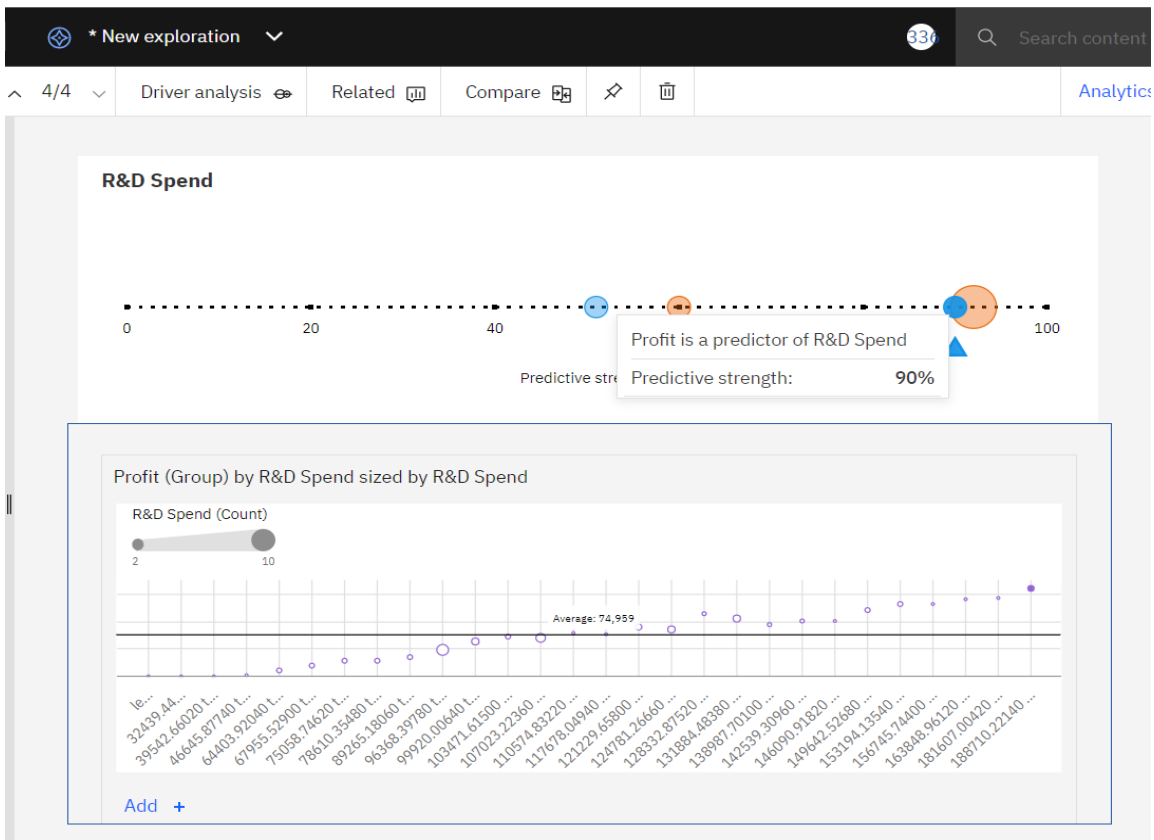 * New exploration
336
Search content
4/4
Driver analysis
Related
Compare
Analytics
R&D Spend
0
20
40
100
Profit is a predictor of R&D Spend
Predictive stre
Predictive strength: 90%
Profit (Group) by R&D Spend sized by R&D Spend
R&D Spend (Count)
2
10
Average: 74,959
le...
32439.44...
39542.66020 t...
46645.87740 t...
64403.92040 t...
67955.52900 t...
75058.74620 t...
78610.35480 t...
89265.18060 t...
96368.39780 t...
99920.00640 t...
103471.61500 ...
107023.22360 ...
110574.83220 ...
117678.04940 ...
121229.65800 ...
124781.26660 ...
128332.87520 ...
131884.48380 ...
138987.70100 ...
142539.30960 ...
146090.91820 ...
149642.52680 ...
153194.13540 ...
156745.74400 ...
163848.96120 ...
181607.00420 ...
188710.22140 ...
Add +